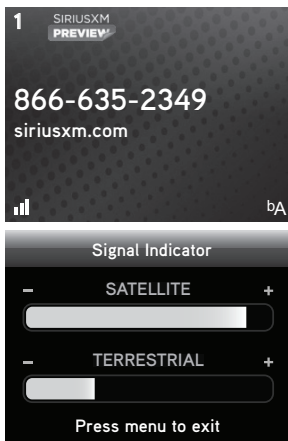 1 SIRIUSXM
PREVIEW
866-635-2349
siriusxm.com
bA
Signal Indicator
– SATELLITE +
– TERRESTRIAL +
Press menu to exit